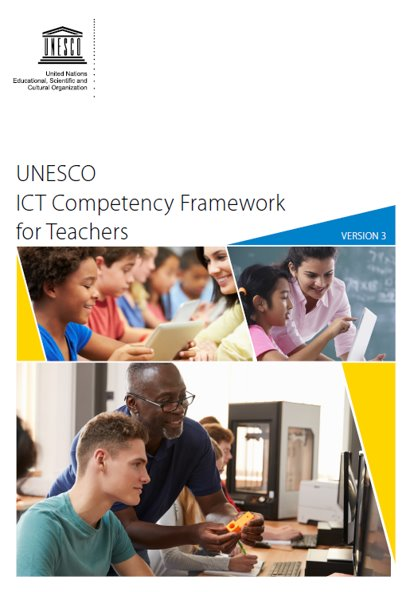 UNESCO
United Nations
Educational, Scientific and
Cultural Organization
UNESCO
ICT Competency Framework
for Teachers
VERSION 3